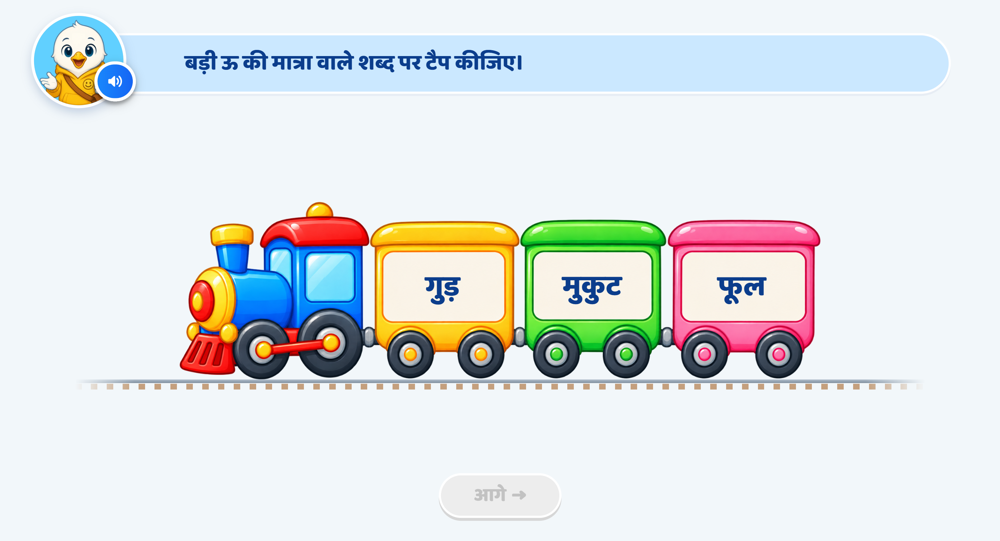 बड़ी ऊ की मात्रा वाले शब्द पर टैप कीजिए।
गुड़
मुकुट
फूल
आगे →